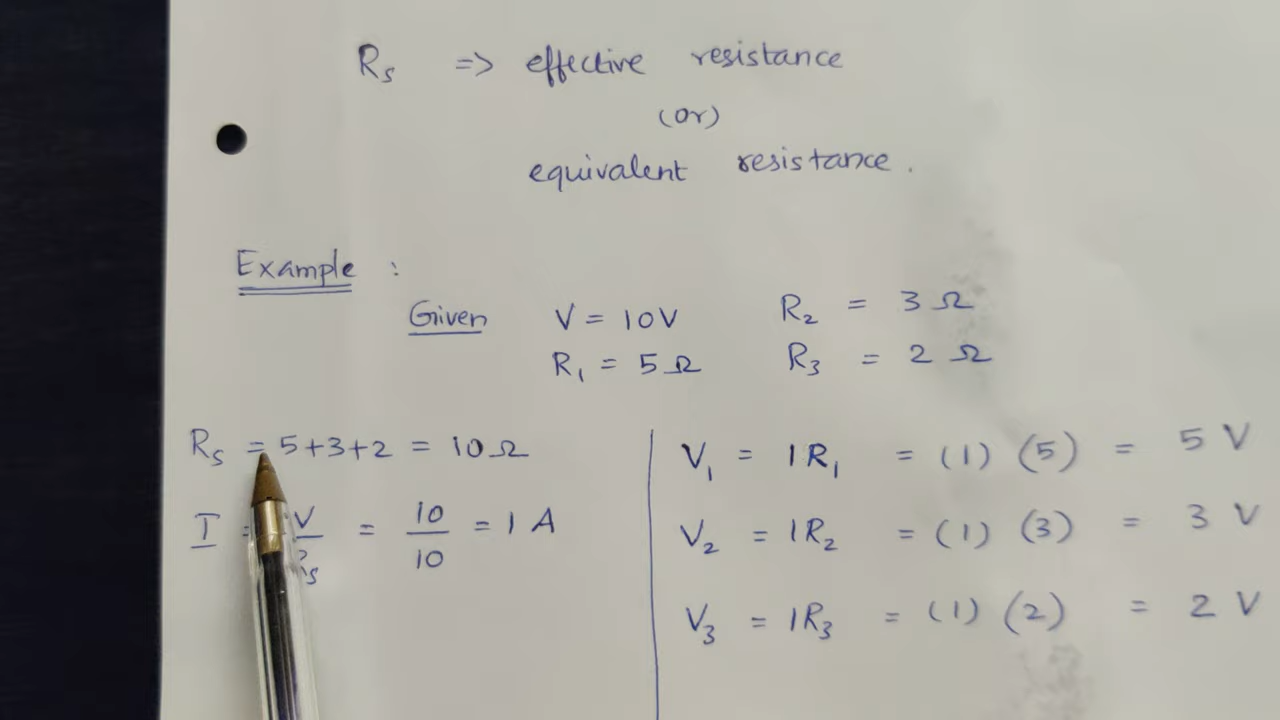 Rs => effective resistance
(or)
equivalent resistance.
Example :
Given V = 10V R2 = 3 Ω
R1 = 5 Ω R3 = 2 Ω
Rs = 5+3+2 = 10 Ω
I = V/Rs = 10/10 = 1 A
V1 = IR1 = (1) (5) = 5 V
V2 = IR2 = (1) (3) = 3 V
V3 = IR3 = (1) (2) = 2 V